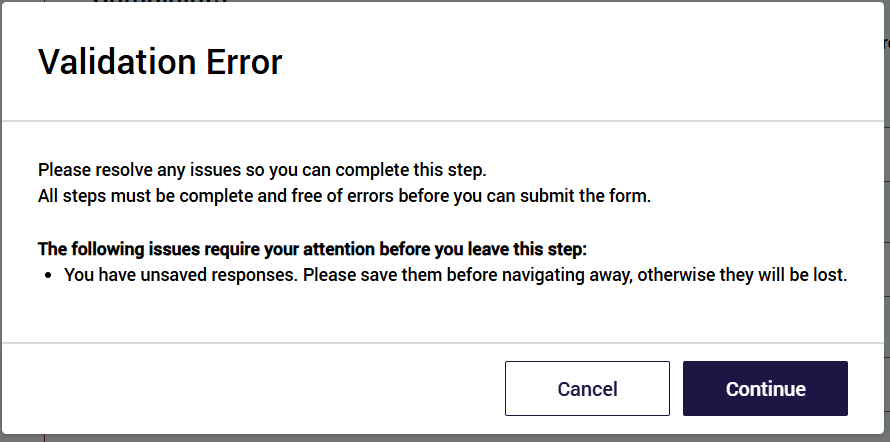 Validation Error
Please resolve any issues so you can complete this step.
All steps must be complete and free of errors before you can submit the form.
The following issues require your attention before you leave this step:
• You have unsaved responses. Please save them before navigating away, otherwise they will be lost.
Cancel Continue